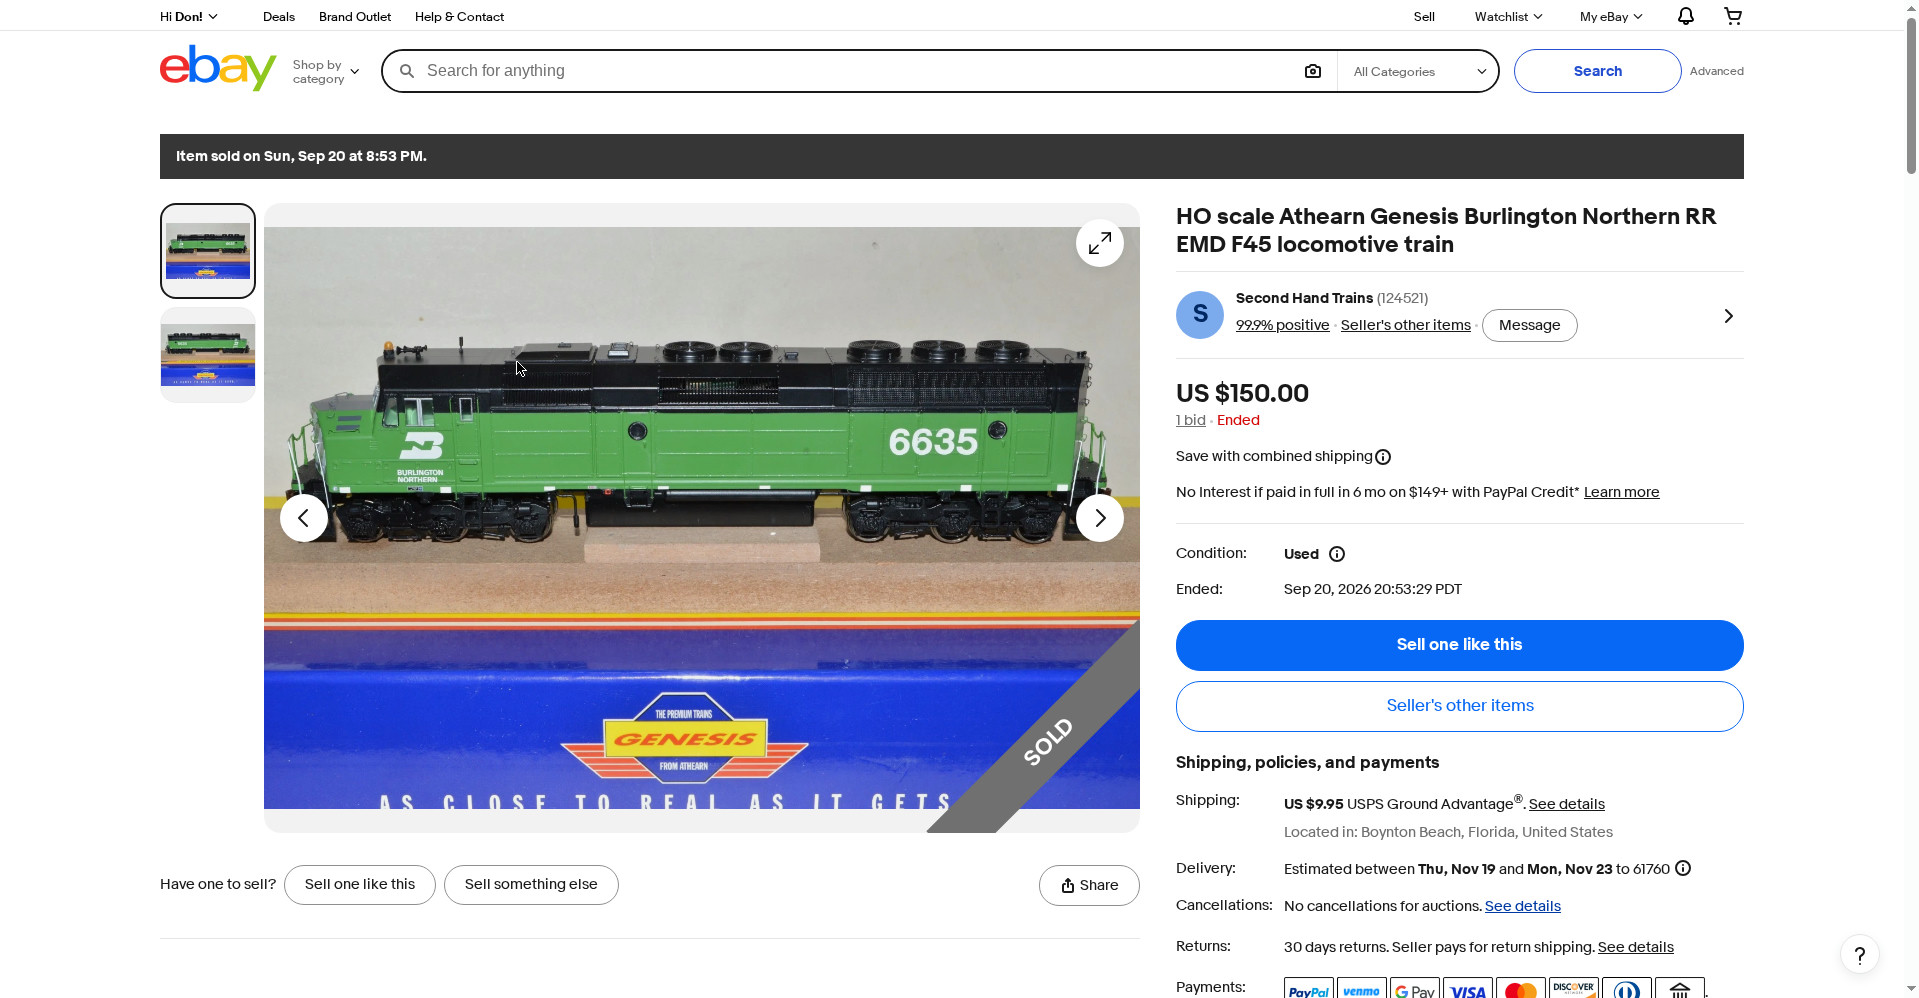 Hi Don!
Deals
Brand Outlet
Help & Contact
Sell
Watchlist
My eBay
ebay
Shop by category
Search for anything
All Categories
Search
Advanced
Item sold on Sun, Sep 20 at 8:53 PM.
BURLINGTON
NORTHERN
6635
THE PREMIUM TRAINS
GENESIS
FROM ATHEARN
AS CLOSE TO REAL AS IT GETS
SOLD
Have one to sell?
Sell one like this
Sell something else
Share
HO scale Athearn Genesis Burlington Northern RR
EMD F45 locomotive train
S
Second Hand Trains (124521)
99.9% positive · Seller's other items · Message
US $150.00
1 bid · Ended
Save with combined shipping
No Interest if paid in full in 6 mo on $149+ with PayPal Credit* Learn more
Condition: Used
Ended: Sep 20, 2026 20:53:29 PDT
Sell one like this
Seller's other items
Shipping, policies, and payments
Shipping: US $9.95 USPS Ground Advantage®. See details
Located in: Boynton Beach, Florida, United States
Delivery: Estimated between Thu, Nov 19 and Mon, Nov 23 to 61760
Cancellations: No cancellations for auctions. See details
Returns: 30 days returns. Seller pays for return shipping. See details
Payments: PayPal venmo G Pay VISA DISCOVER
?